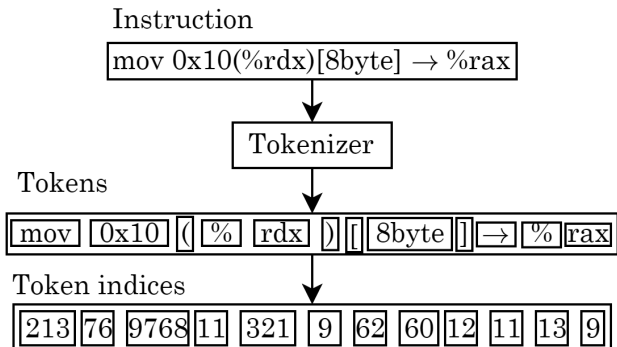 Instruction
mov 0x10(%rdx)[8byte] → %rax
Tokenizer
Tokens
mov 0x10 ( % rdx ) [ 8byte ] → % rax
Token indices
213 76 9768 11 321 9 62 60 12 11 13 9